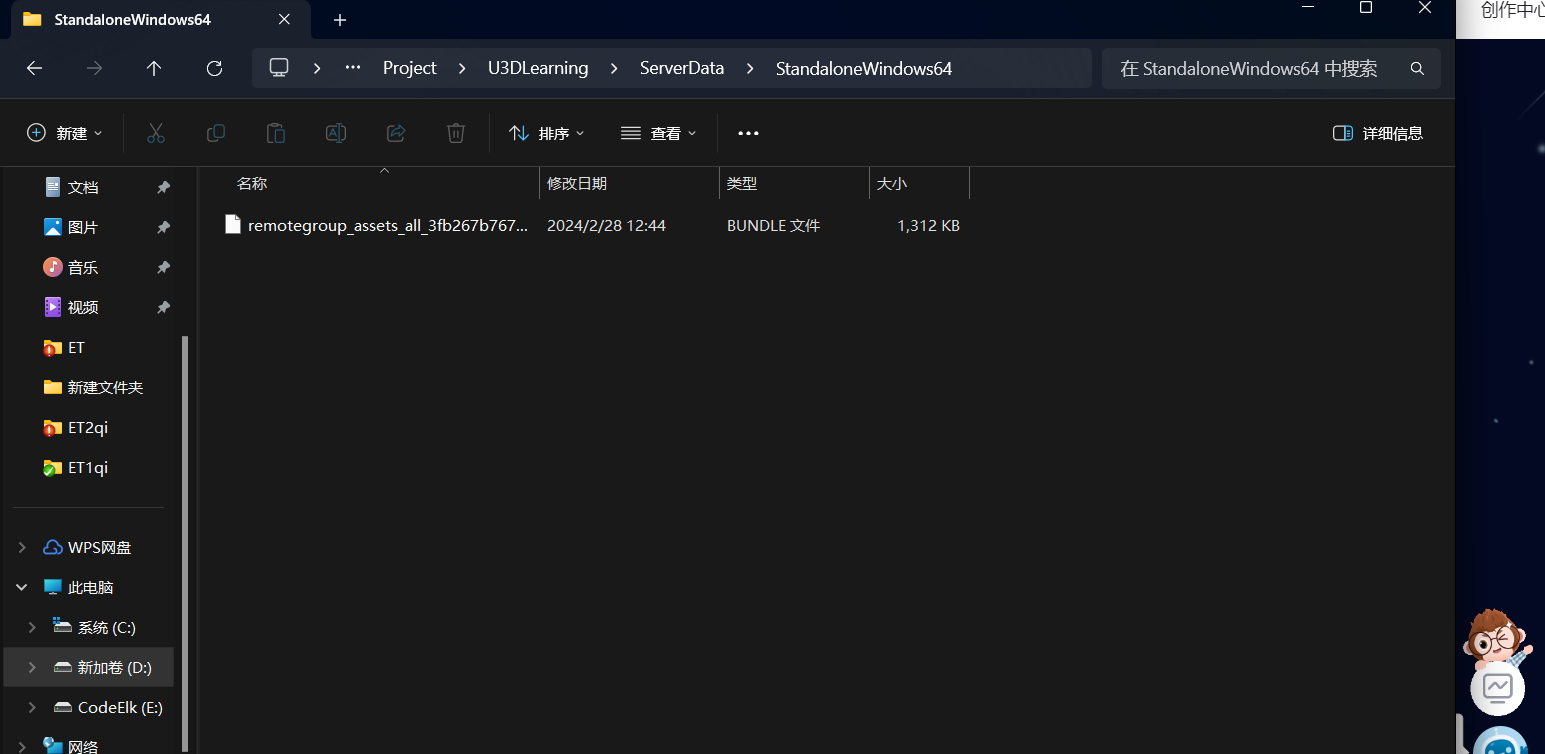 StandaloneWindows64
创作中心
Project
U3DLearning
ServerData
StandaloneWindows64
在 StandaloneWindows64 中搜索
新建
排序
查看
详细信息
名称
修改日期
类型
大小
remotegroup_assets_all_3fb267b767...
2024/2/28 12:44
BUNDLE 文件
1,312 KB
文档
图片
音乐
视频
ET
新建文件夹
ET2qi
ET1qi
WPS网盘
此电脑
系统 (C:)
新加卷 (D:)
CodeElk (E:)
网络